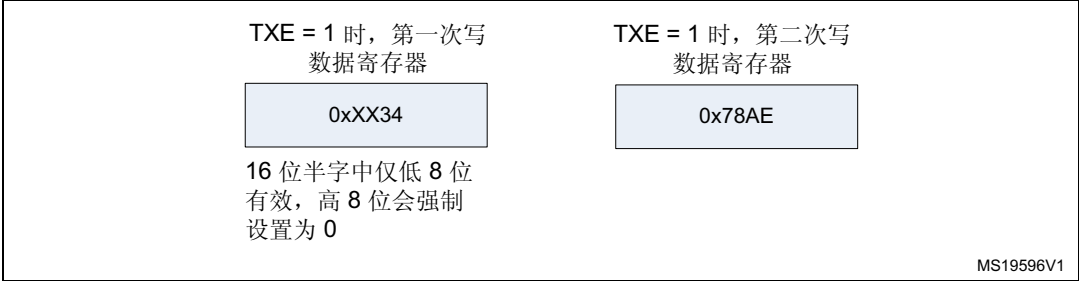 TXE = 1 时，第一次写
数据寄存器
0xXX34
16 位半字中仅低 8 位
有效，高 8 位会强制
设置为 0
TXE = 1 时，第二次写
数据寄存器
0x78AE
MS19596V1